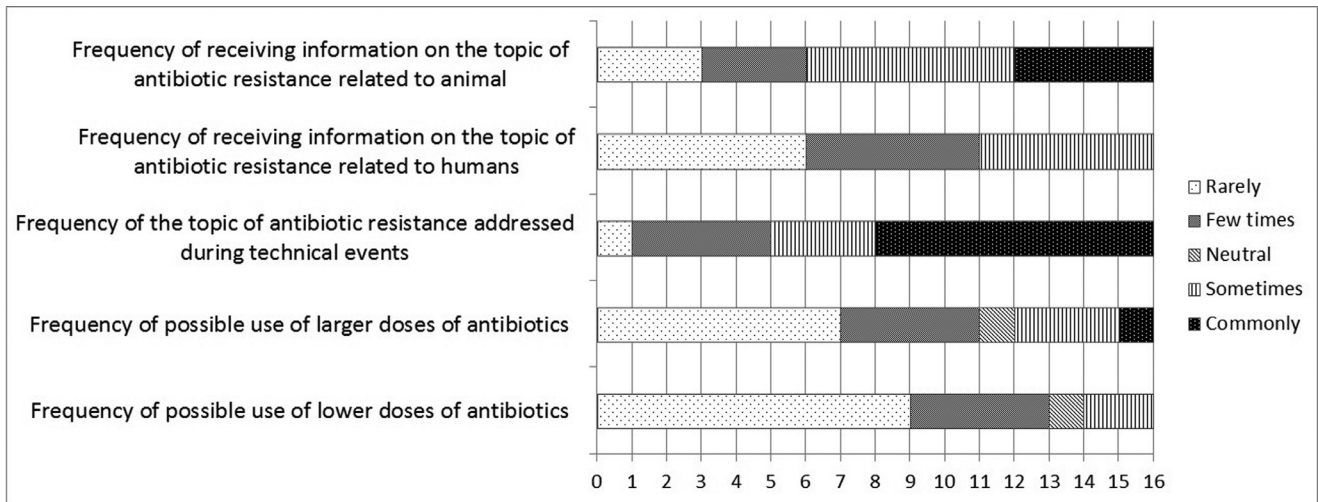 Frequency of receiving information on the topic of
antibiotic resistance related to animal
Frequency of receiving information on the topic of
antibiotic resistance related to humans
Frequency of the topic of antibiotic resistance addressed
during technical events
Frequency of possible use of larger doses of antibiotics
Frequency of possible use of lower doses of antibiotics
0 1 2 3 4 5 6 7 8 9 10 11 12 13 14 15 16
Rarely
Few times
Neutral
Sometimes
Commonly